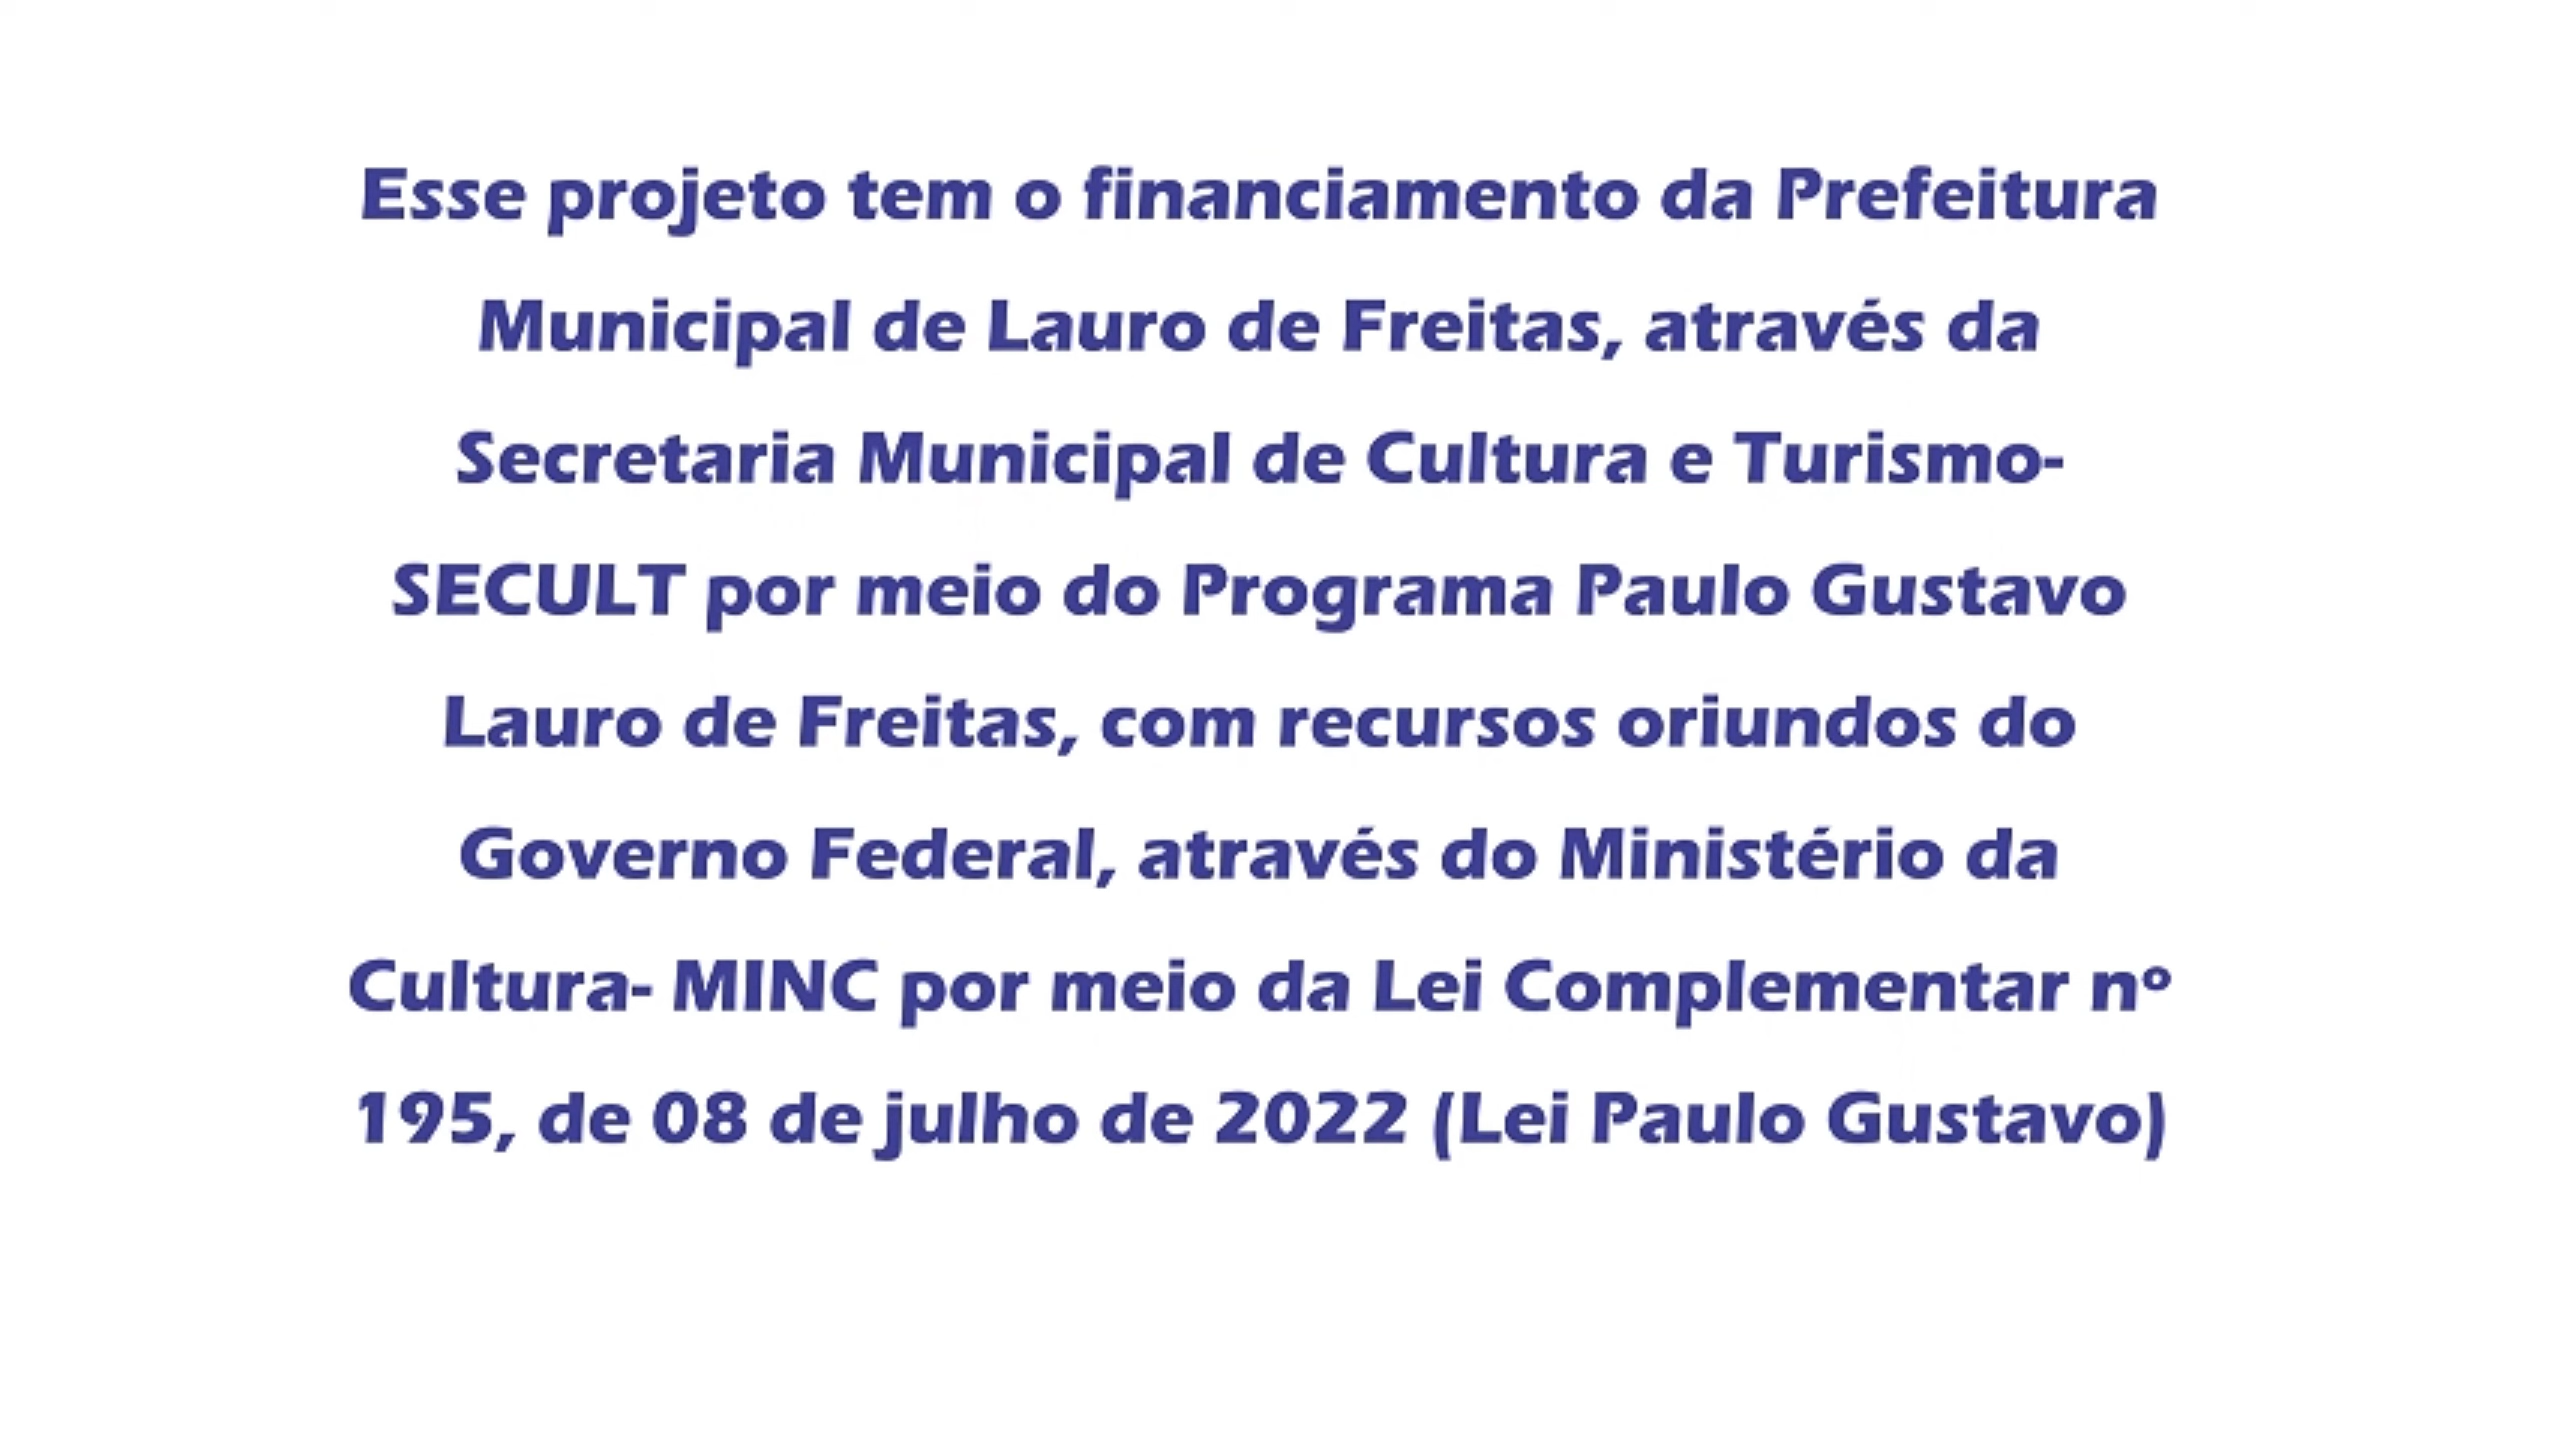 Esse projeto tem o financiamento da Prefeitura
Municipal de Lauro de Freitas, através da
Secretaria Municipal de Cultura e Turismo-
SECULT por meio do Programa Paulo Gustavo
Lauro de Freitas, com recursos oriundos do
Governo Federal, através do Ministério da
Cultura- MINC por meio da Lei Complementar nº
195, de 08 de julho de 2022 (Lei Paulo Gustavo)